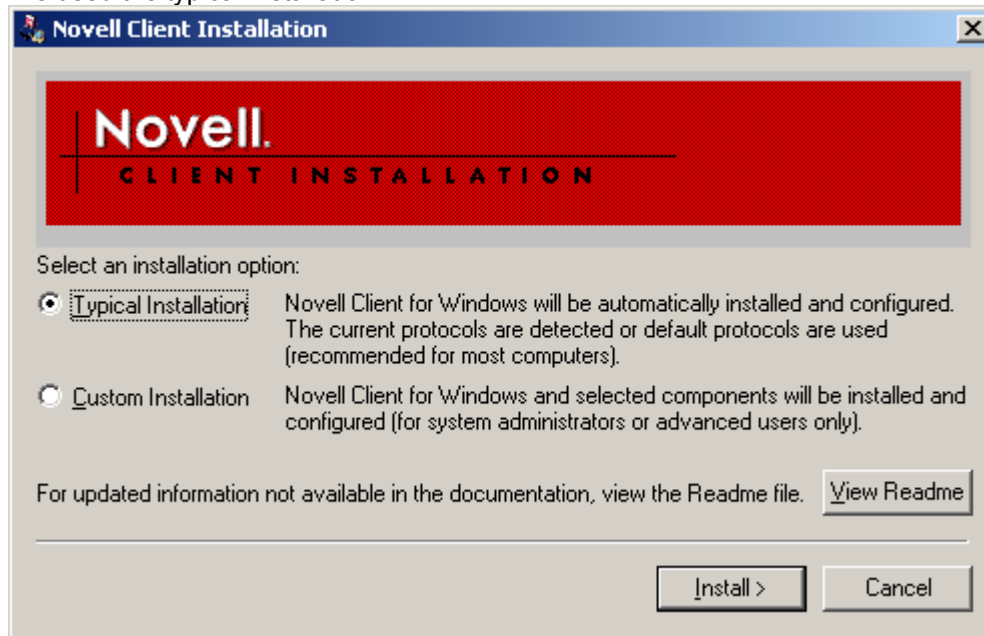 Novell Client Installation
Novell.
CLIENT INSTALLATION
Select an installation option:
Typical Installation
Novell Client for Windows will be automatically installed and configured.
The current protocols are detected or default protocols are used
(recommended for most computers).
Custom Installation
Novell Client for Windows and selected components will be installed and
configured (for system administrators or advanced users only).
For updated information not available in the documentation, view the Readme file.
View Readme
Install >
Cancel